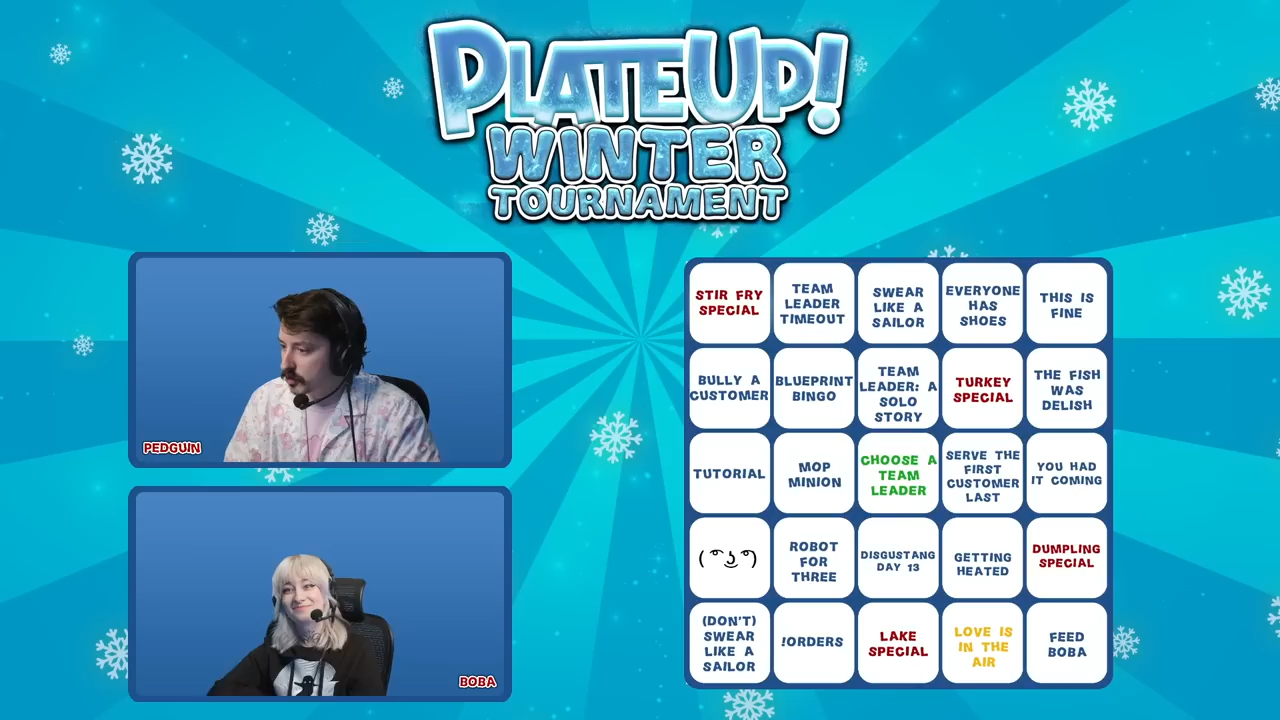 PLATEUP!
WINTER
TOURNAMENT
PEDGUIN
BOBA
STIR FRY
SPECIAL
TEAM
LEADER
TIMEOUT
SWEAR
LIKE A
SAILOR
EVERYONE
HAS
SHOES
THIS IS
FINE
BULLY A
CUSTOMER
BLUEPRINT
BINGO
TEAM
LEADER: A
SOLO
STORY
TURKEY
SPECIAL
THE FISH
WAS
DELISH
TUTORIAL
MOP
MINION
CHOOSE A
TEAM
LEADER
SERVE THE
FIRST
CUSTOMER
LAST
YOU HAD
IT COMING
( ͡° ͜ʖ ͡°)
ROBOT
FOR
THREE
DISGUSTANG
DAY 13
GETTING
HEATED
DUMPLING
SPECIAL
(DON'T)
SWEAR
LIKE A
SAILOR
!ORDERS
LAKE
SPECIAL
LOVE IS
IN THE
AIR
FEED
BOBA